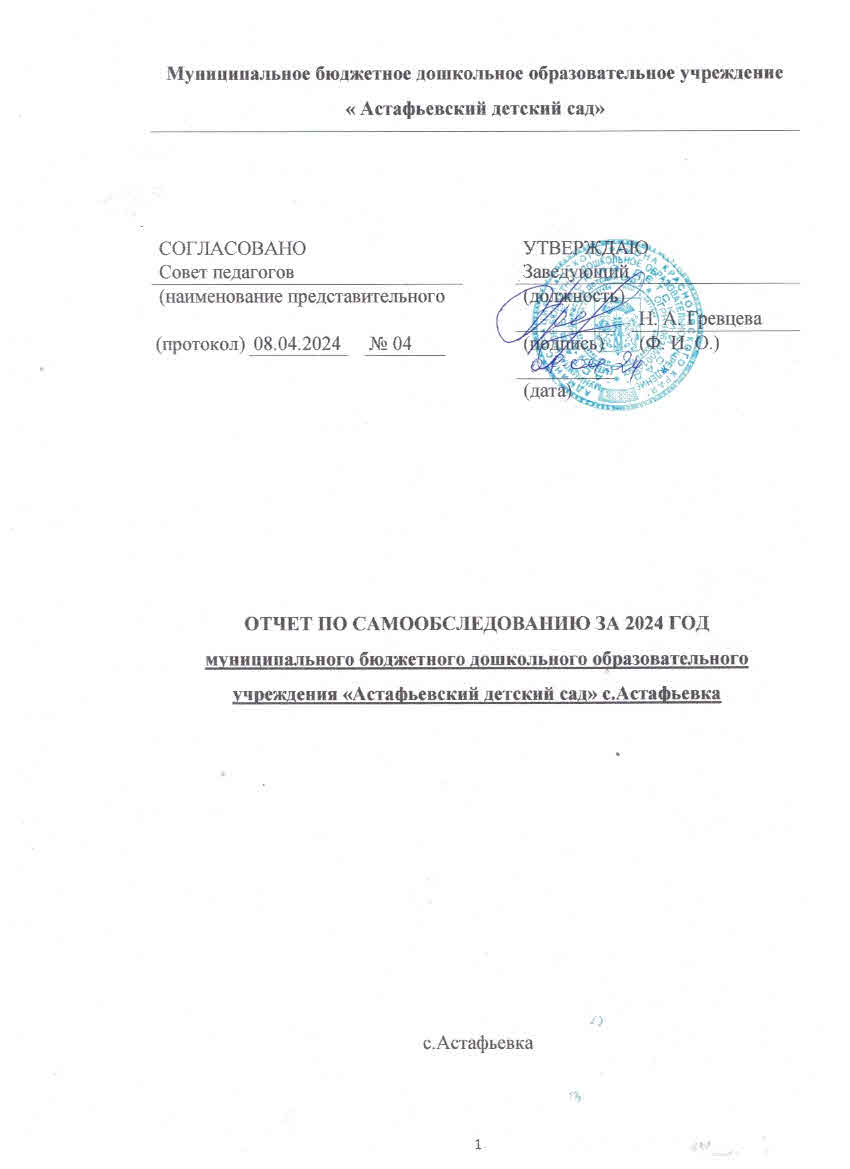 Муниципальное бюджетное дошкольное образовательное учреждение
« Астафьевский детский сад»
СОГЛАСОВАНО
Совет педагогов
(наименование представительного
(протокол) 08.04.2024 № 04
УТВЕРЖДАЮ
Заведующий
(должность)
Н. А. Гревцева
(подпись) (Ф. И. О.)
(дата)
ОТЧЕТ ПО САМООБСЛЕДОВАНИЮ ЗА 2024 ГОД
муниципального бюджетного дошкольного образовательного
учреждения «Астафьевский детский сад» с.Астафьевка
с.Астафьевка
1